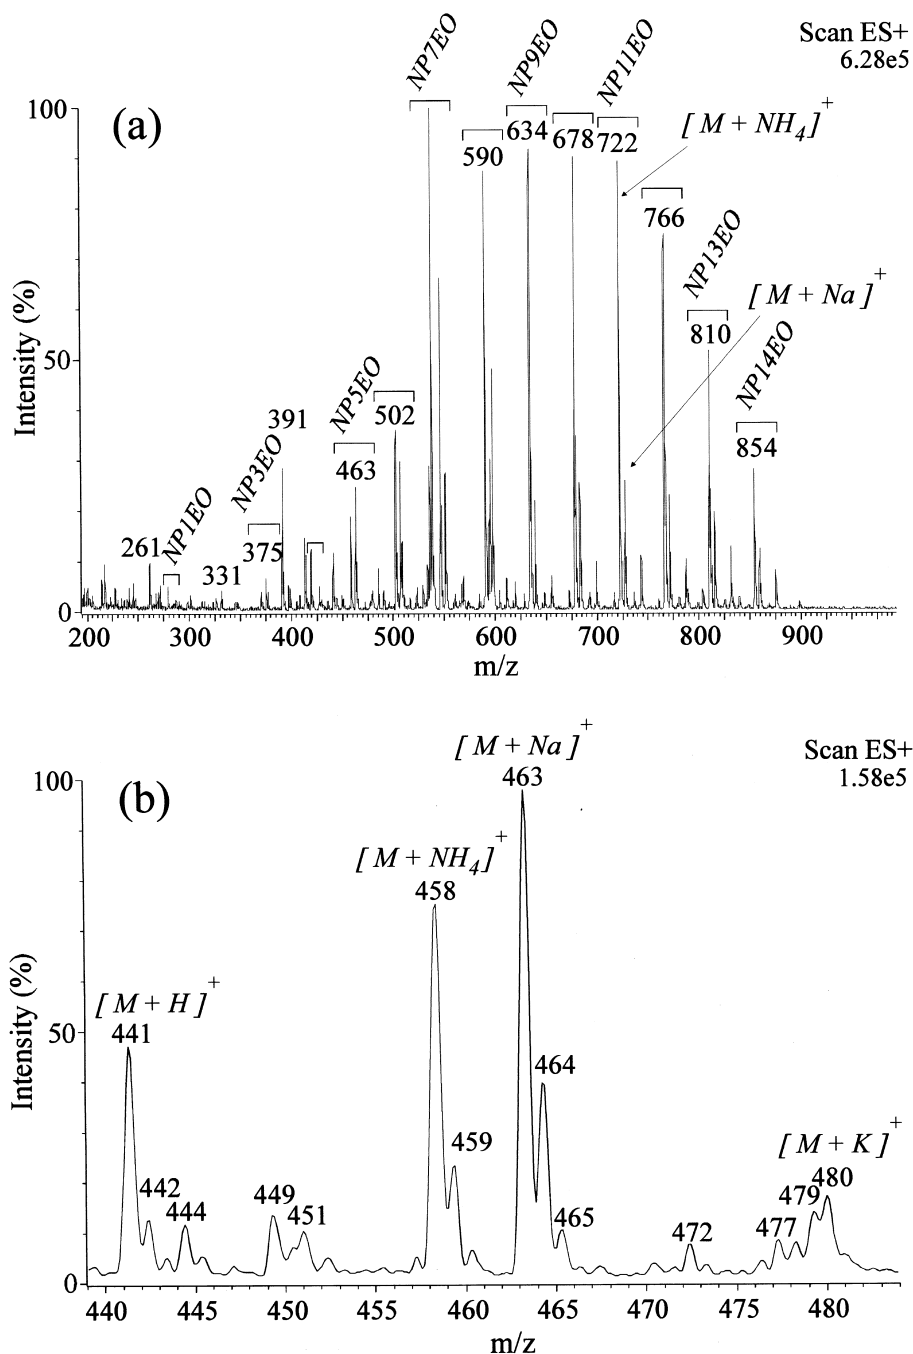 Scan ES+
6.28e5
(a)
NP7EO
NP9EO
NP11EO
[ M + NH4]+
100
590
634
678
722
766
NP13EO
[ M + Na ]+
810
NP14EO
854
Intensity (%)
50
NP5EO
502
391
463
NP3EO
375
NP1EO
261
331
0
200 300 400 500 600 700 800 900
m/z
[ M + Na ]+
Scan ES+
1.58e5
100
463
(b)
[ M + NH4]+
458
[ M + H ]+
441
Intensity (%)
50
464
459
[ M + K ]+
442
444
449
451
465
472
477
479
480
0
440 445 450 455 460 465 470 475 480
m/z